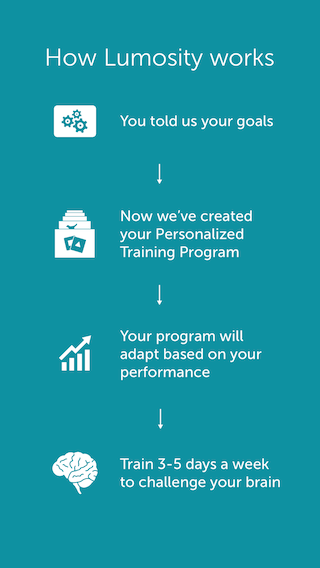 How Lumosity works
You told us your goals
Now we've created
your Personalized
Training Program
Your program will
adapt based on your
performance
Train 3-5 days a week
to challenge your brain